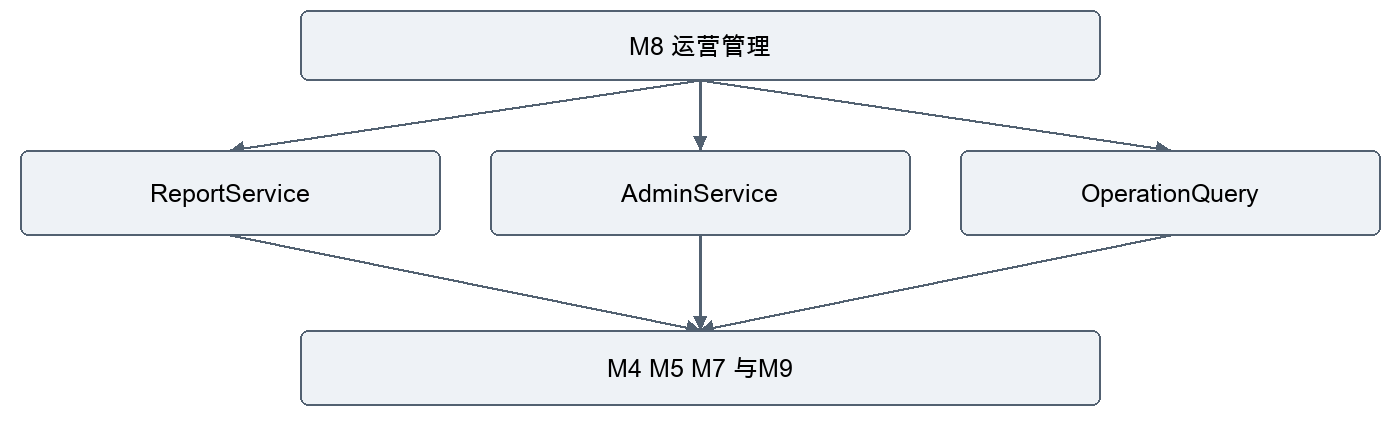 M8 运营管理
ReportService
AdminService
OperationQuery
M4 M5 M7 与M9